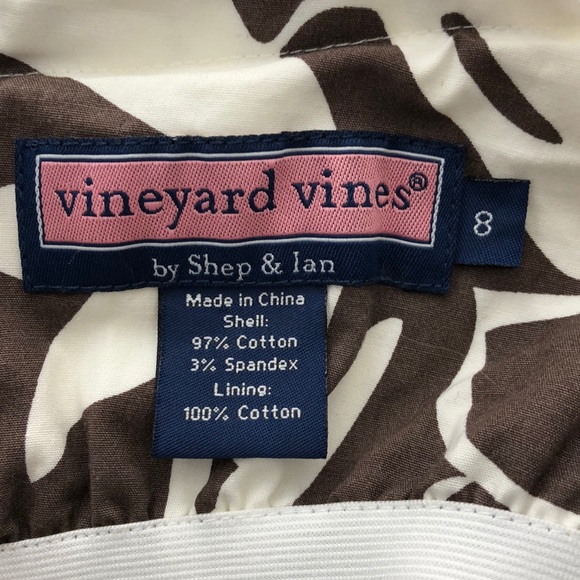 vineyard vines®
by Shep & Ian
8
Made in China
Shell:
97% Cotton
3% Spandex
Lining:
100% Cotton